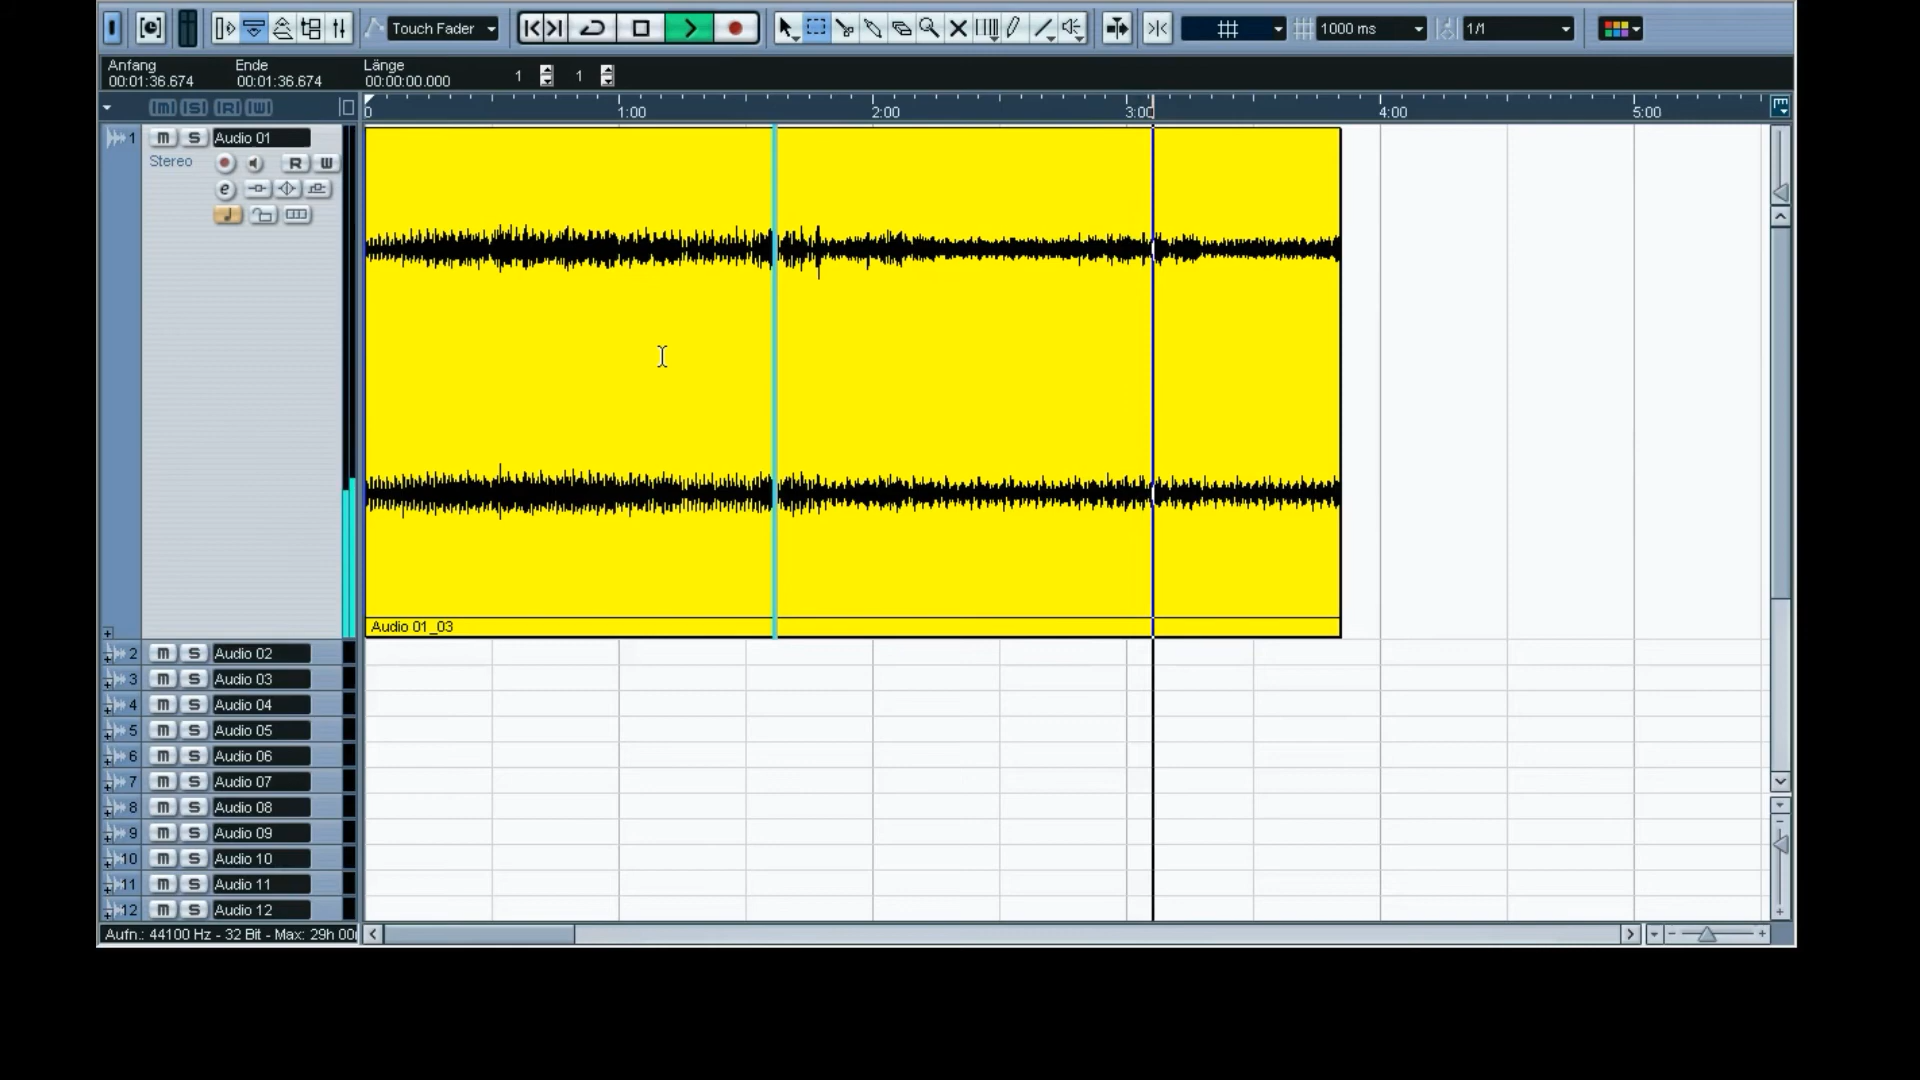 Touch Fader
1000 ms
1/1
Anfang
Ende
Länge
00:01:36.674
00:01:36.674
00:00:00.000
1
1
m S R W
0
1:00
2:00
3:00
4:00
5:00
1 m S Audio 01
Stereo
R W
e
Audio 01_03
2 m S Audio 02
3 m S Audio 03
4 m S Audio 04
5 m S Audio 05
6 m S Audio 06
7 m S Audio 07
8 m S Audio 08
9 m S Audio 09
10 m S Audio 10
11 m S Audio 11
12 m S Audio 12
Aufn.: 44100 Hz - 32 Bit - Max: 29h